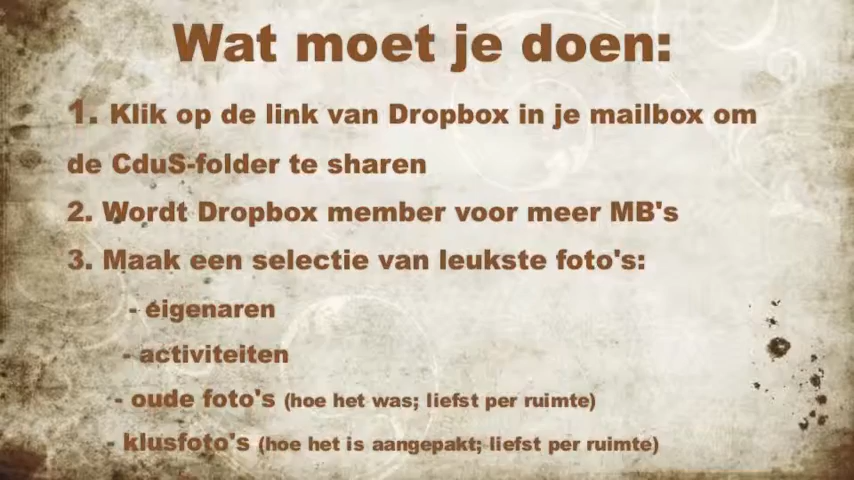 Wat moet je doen:
1. Klik op de link van Dropbox in je mailbox om
de CduS-folder te sharen
2. Wordt Dropbox member voor meer MB's
3. Maak een selectie van leukste foto's:
- eigenaren
- activiteiten
- oude foto's (hoe het was; liefst per ruimte)
- klusfoto's (hoe het is aangepakt; liefst per ruimte)